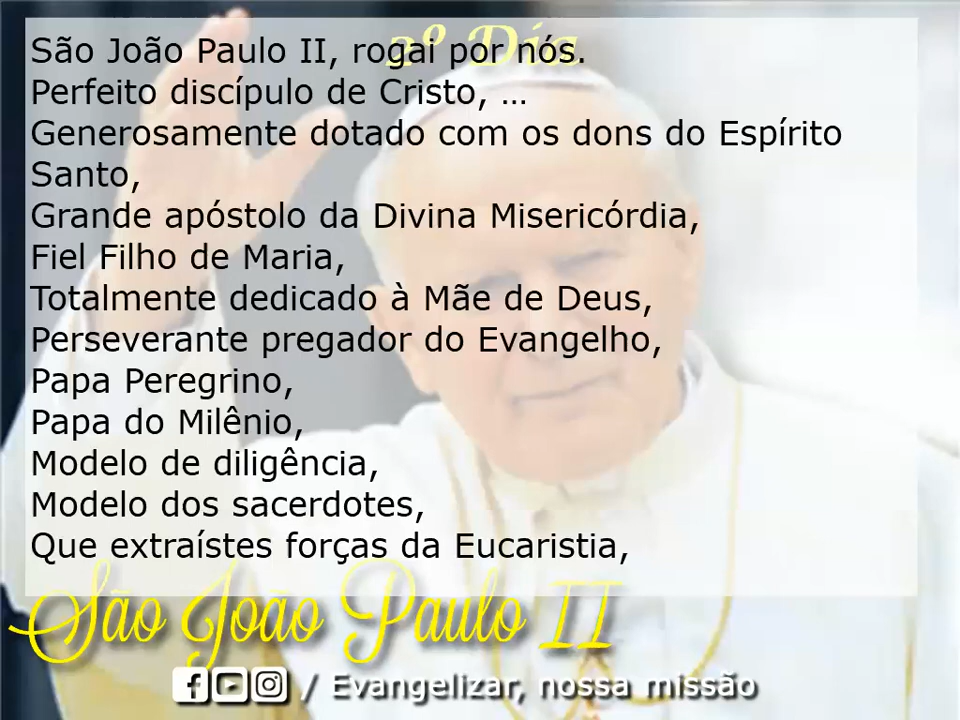 2º Dia
São João Paulo II, rogai por nós.
Perfeito discípulo de Cristo, …
Generosamente dotado com os dons do Espírito
Santo,
Grande apóstolo da Divina Misericórdia,
Fiel Filho de Maria,
Totalmente dedicado à Mãe de Deus,
Perseverante pregador do Evangelho,
Papa Peregrino,
Papa do Milênio,
Modelo de diligência,
Modelo dos sacerdotes,
Que extraístes forças da Eucaristia,
São João Paulo II
/ Evangelizar, nossa missão